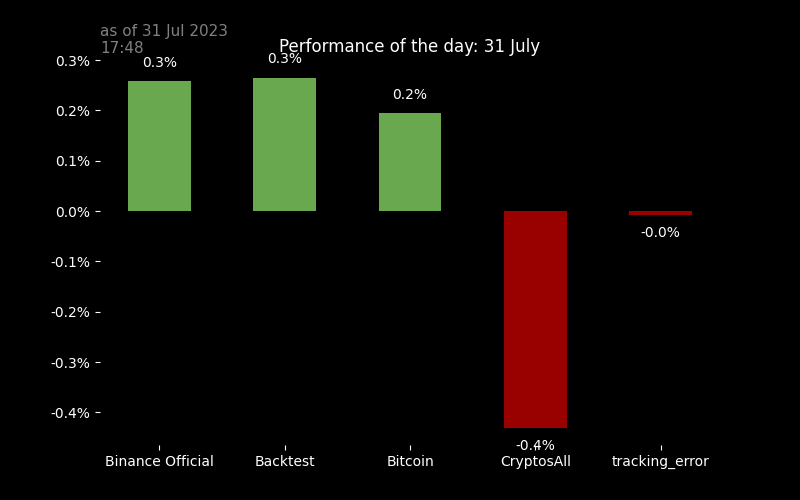 as of 31 Jul 2023
17:48
Performance of the day: 31 July
0.3%
0.2%
0.1%
0.0%
-0.1%
-0.2%
-0.3%
-0.4%
0.3%
0.3%
0.2%
-0.4%
-0.0%
Binance Official
Backtest
Bitcoin
CryptosAll
tracking_error